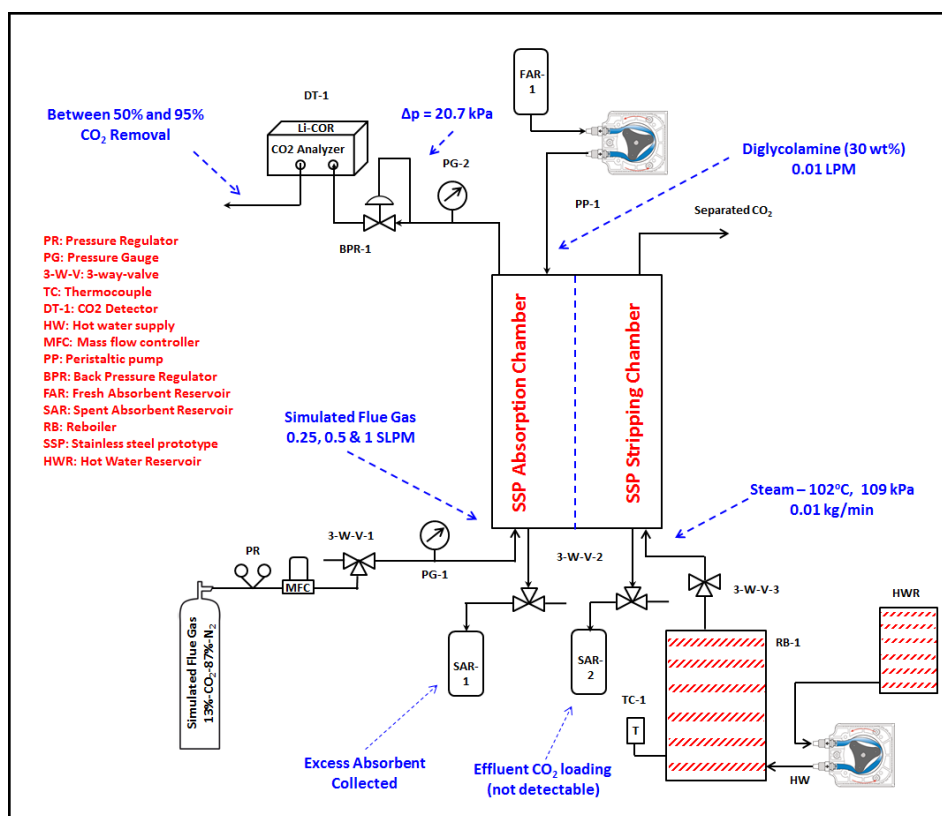 FAR-
1
DT-1
Between 50% and 95%
CO₂ Removal
Δp = 20.7 kPa
Li-COR
CO2 Analyzer
PG-2
Diglycolamine (30 wt%)
0.01 LPM
PP-1
Separated CO₂
BPR-1
PR: Pressure Regulator
PG: Pressure Gauge
3-W-V: 3-way-valve
TC: Thermocouple
DT-1: CO2 Detector
HW: Hot water supply
MFC: Mass flow controller
PP: Peristaltic pump
BPR: Back Pressure Regulator
FAR: Fresh Absorbent Reservoir
SAR: Spent Absorbent Reservoir
RB: Reboiler
SSP: Stainless steel prototype
HWR: Hot Water Reservoir
SSP Absorption Chamber
SSP Stripping Chamber
Simulated Flue Gas
0.25, 0.5 & 1 SLPM
Steam – 102°C, 109 kPa
0.01 kg/min
3-W-V-1
PR
MFC
PG-1
3-W-V-2
3-W-V-3
HWR
Simulated Flue Gas
13%-CO₂-87%-N₂
SAR-
1
SAR-
2
RB-1
TC-1
T
HW
Excess Absorbent
Collected
Effluent CO₂ loading
(not detectable)